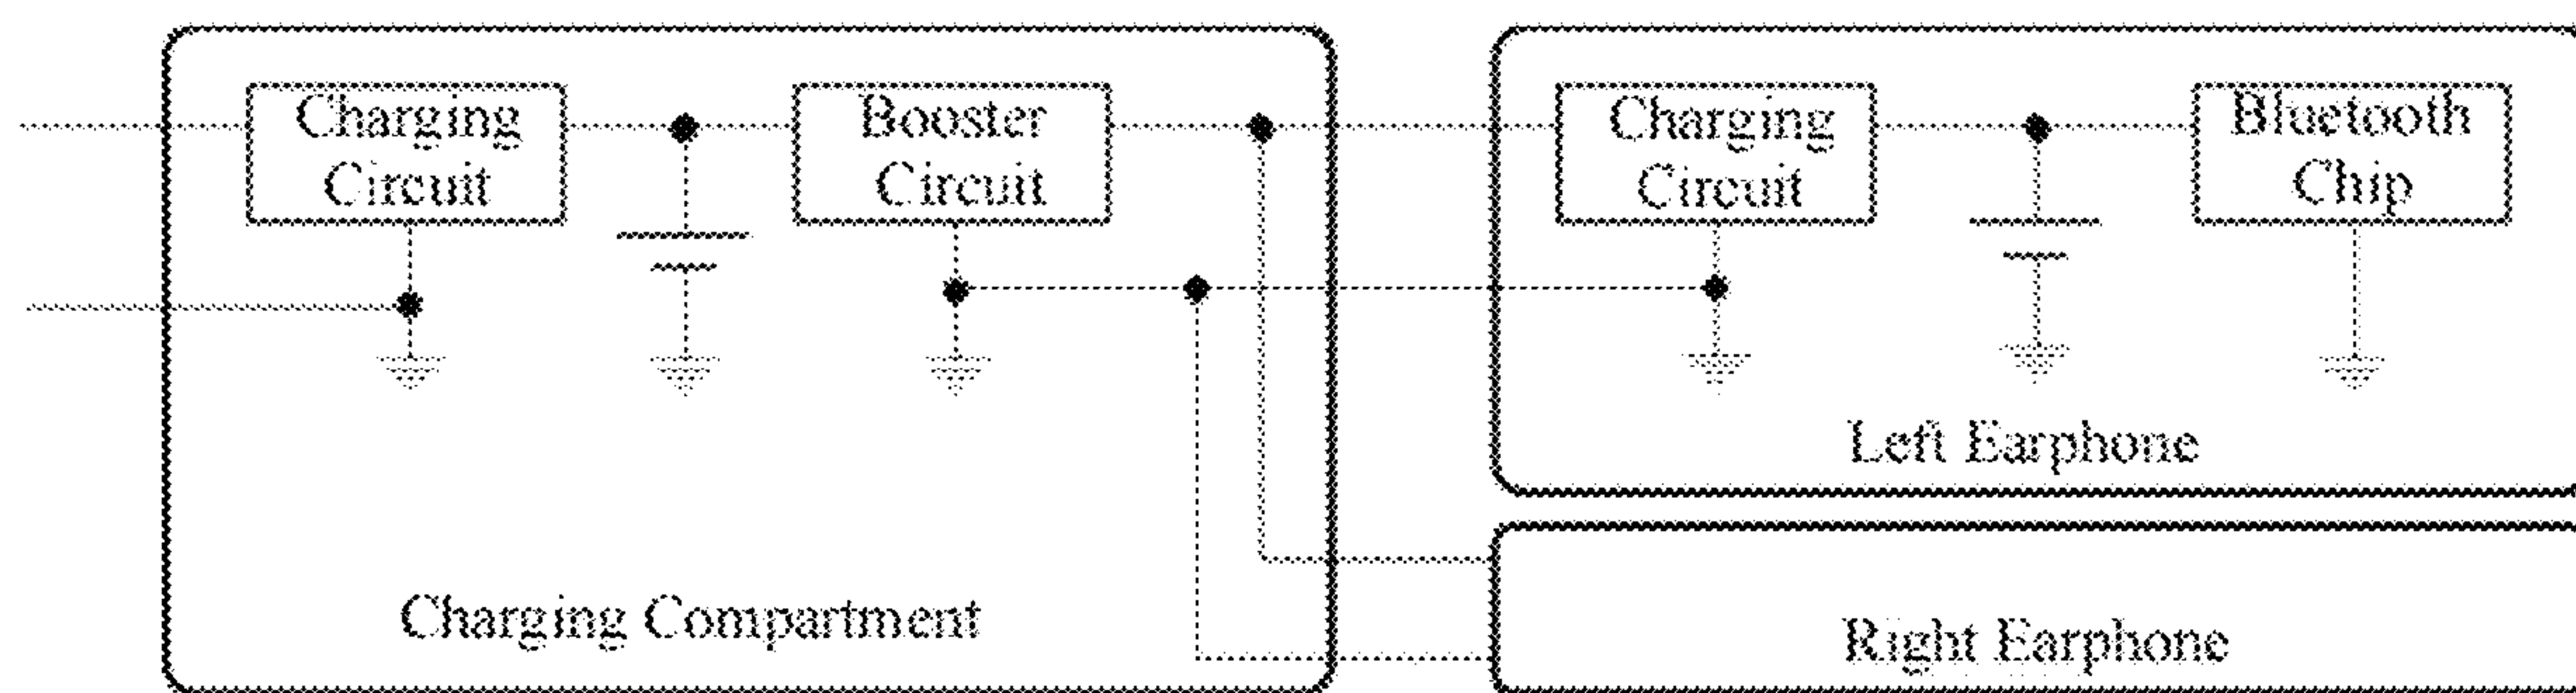 Charging
Circuit
Booster
Circuit
Charging
Circuit
Bluetooth
Chip
Left Earphone
Charging Compartment
Right Earphone